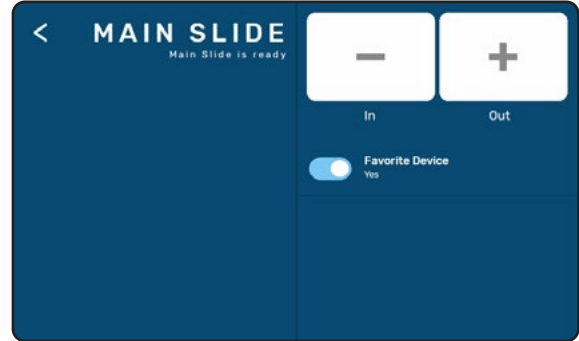 MAIN SLIDE
Main Slide is ready
In
Out
Favorite Device
Yes